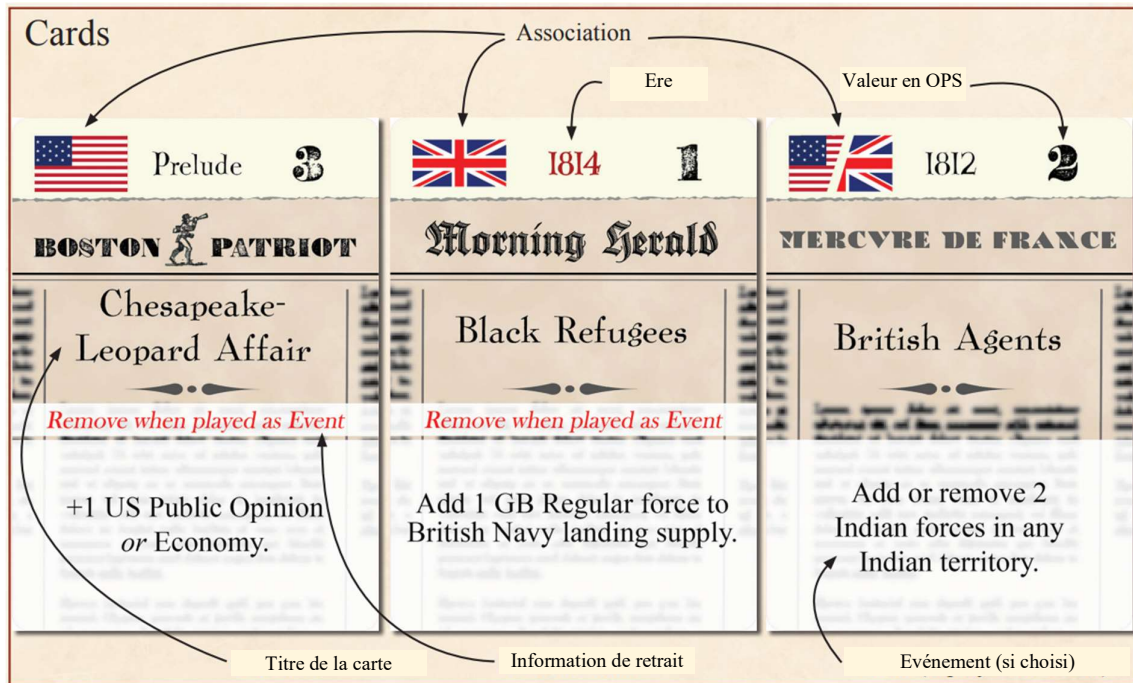 Cards
Association
Ere
Valeur en OPS
Prelude 3
BOSTON PATRIOT
Chesapeake-
Leopard Affair
Remove when played as Event
+1 US Public Opinion
or Economy.
1814 1
Morning Herald
Black Refugees
Remove when played as Event
Add 1 GB Regular force to
British Navy landing supply.
1812 2
MERCVRE DE FRANCE
British Agents
Add or remove 2
Indian forces in any
Indian territory.
Titre de la carte
Information de retrait
Evénement (si choisi)